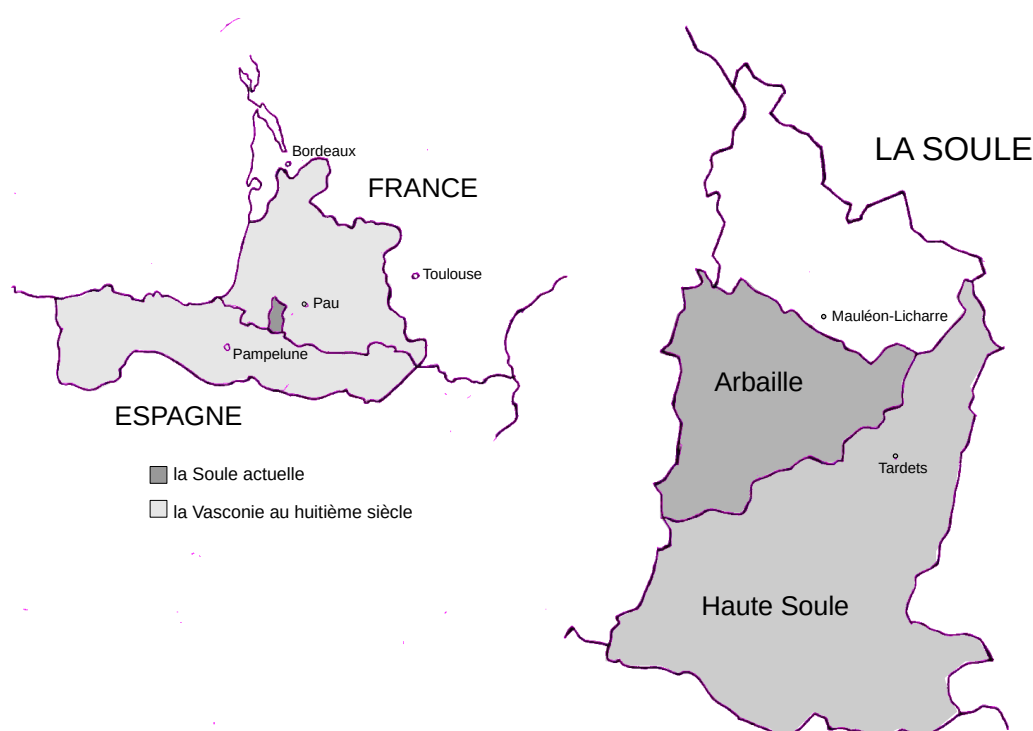 Bordeaux
FRANCE
Toulouse
Pau
Pampelune
ESPAGNE
la Soule actuelle
la Vasconie au huitième siècle
LA SOULE
Mauléon-Licharre
Arbaille
Tardets
Haute Soule